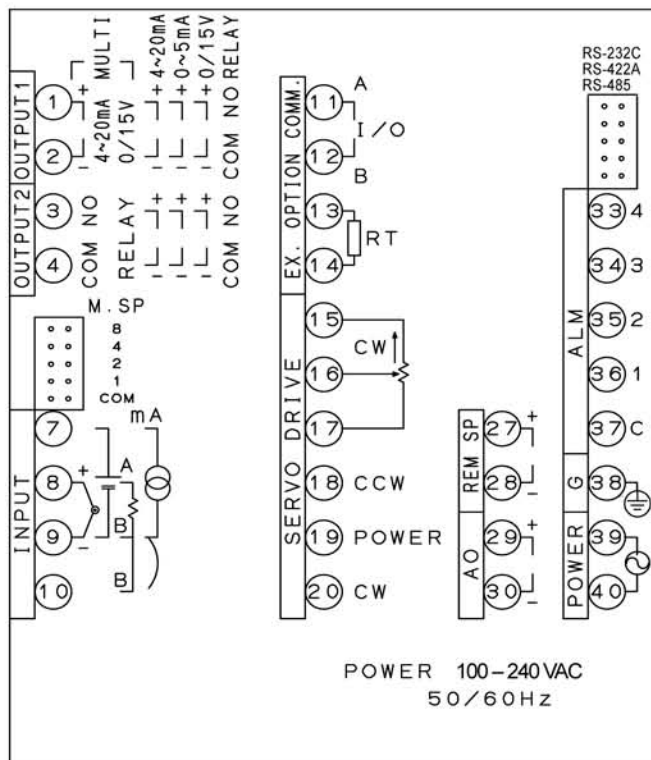 OUTPUT1
OUTPUT2
1
2
3
4
+
-
MULTI
4~20mA
0/15V
+4~20mA
+0~5mA
+0/15V
RELAY
COM NO
- - -
COM NO
RELAY
+ + +
- - -
COM NO
M.SP
8
4
2
1
COM
INPUT
7
8
9
10
+
-
mA
A
B
B
EX. OPTION COMM.
11
12
13
14
A
I/O
B
RT
SERVO DRIVE
15
16
17
CW
18 CCW
19 POWER
20 CW
REM SP
27 +
28 -
AO
29 +
30 -
RS-232C
RS-422A
RS-485
ALM
33 4
34 3
35 2
36 1
37 C
G
38
POWER
39
40
POWER 100–240 VAC
50/60Hz